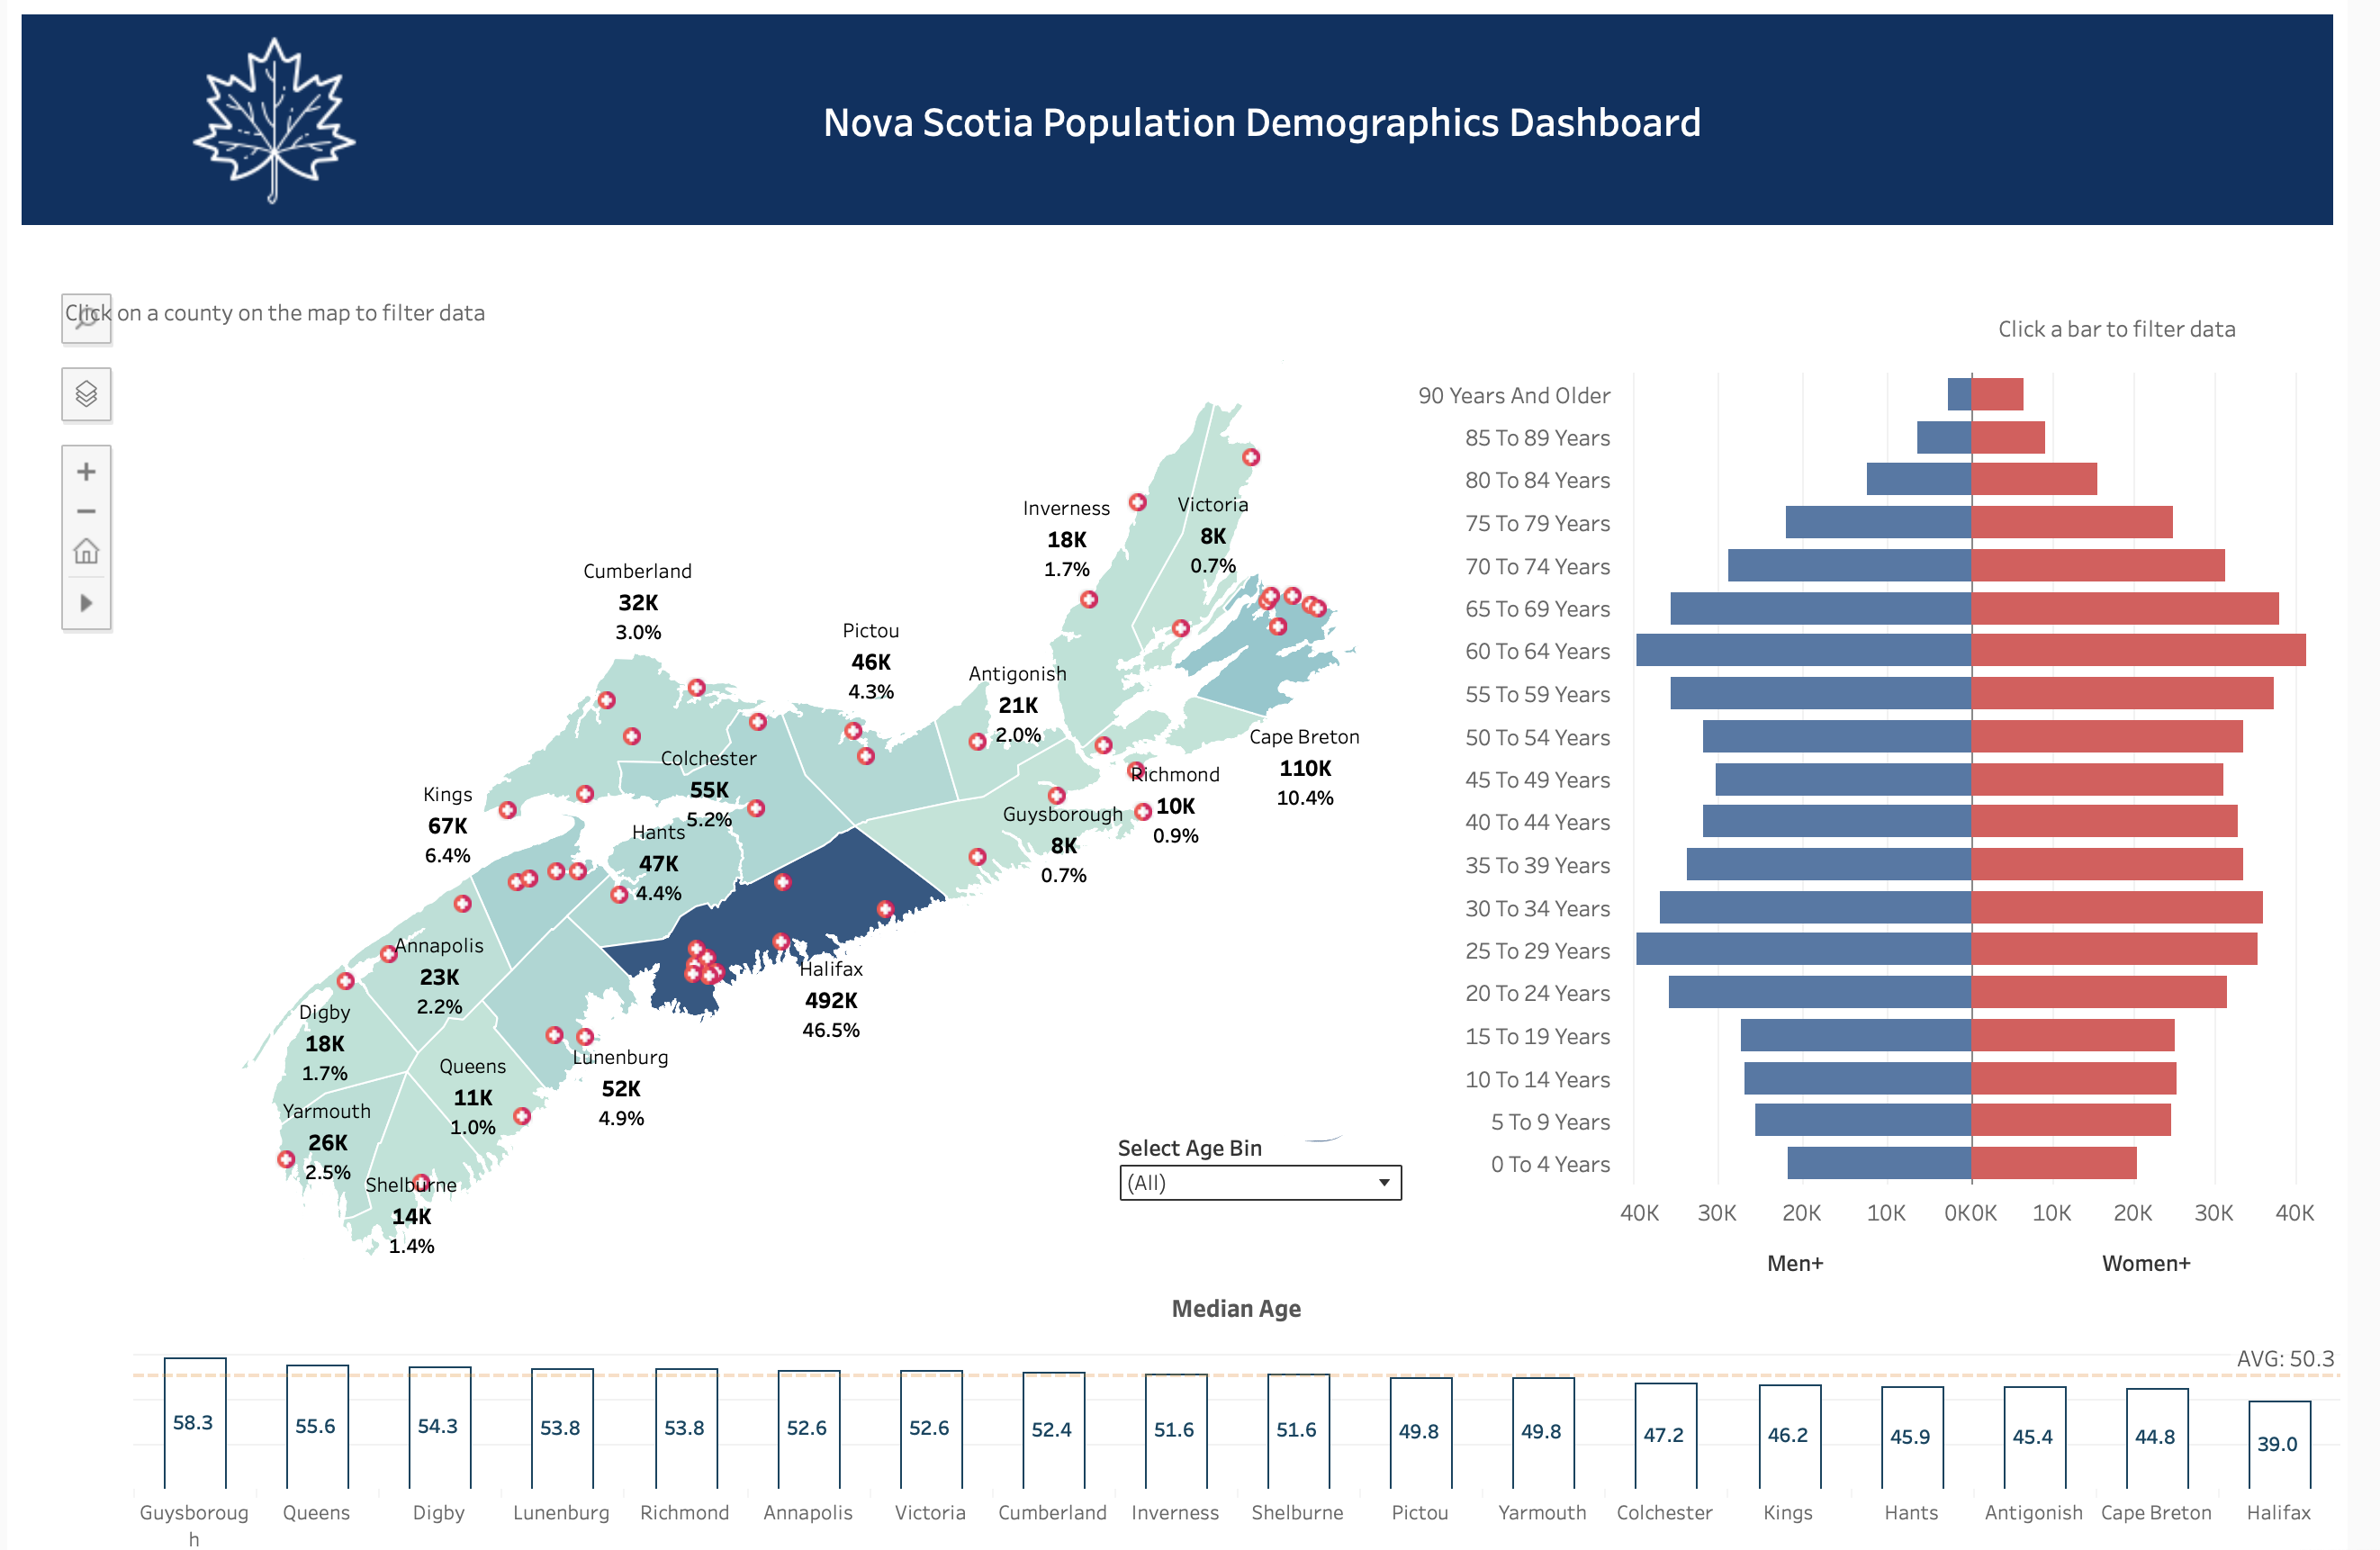 Nova Scotia Population Demographics Dashboard
Click on a county on the map to filter data
Click a bar to filter data
Inverness
18K
1.7%
Victoria
8K
0.7%
Cumberland
32K
3.0%
Pictou
46K
4.3%
Antigonish
21K
2.0%
Cape Breton
110K
10.4%
Colchester
55K
5.2%
Richmond
10K
0.9%
Kings
67K
6.4%
Guysborough
8K
0.7%
Hants
47K
4.4%
Annapolis
23K
2.2%
Halifax
492K
46.5%
Digby
18K
1.7%
Queens
11K
1.0%
Lunenburg
52K
4.9%
Yarmouth
26K
2.5%
Shelburne
14K
1.4%
Select Age Bin
(All)
90 Years And Older
85 To 89 Years
80 To 84 Years
75 To 79 Years
70 To 74 Years
65 To 69 Years
60 To 64 Years
55 To 59 Years
50 To 54 Years
45 To 49 Years
40 To 44 Years
35 To 39 Years
30 To 34 Years
25 To 29 Years
20 To 24 Years
15 To 19 Years
10 To 14 Years
5 To 9 Years
0 To 4 Years
40K 30K 20K 10K 0K0K 10K 20K 30K 40K
Men+ Women+
Median Age
AVG: 50.3
58.3 55.6 54.3 53.8 53.8 52.6 52.6 52.4 51.6 51.6 49.8 49.8 47.2 46.2 45.9 45.4 44.8 39.0
Guysboroug Queens Digby Lunenburg Richmond Annapolis Victoria Cumberland Inverness Shelburne Pictou Yarmouth Colchester Kings Hants Antigonish Cape Breton Halifax
h